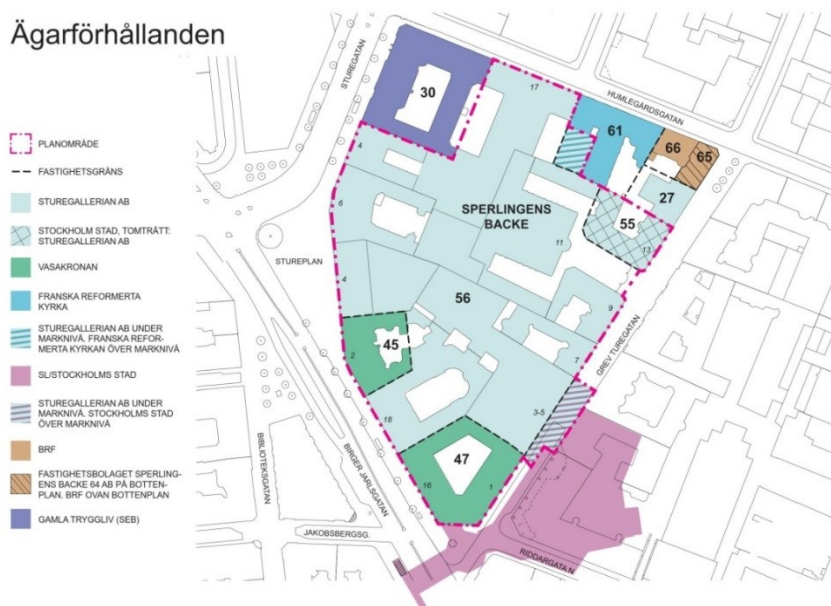 Ägarförhållanden
PLANOMRÅDE
FASTIGHETSGRÄNS
STUREGALLERIAN AB
STOCKHOLM STAD, TOMTRÄTT:
STUREGALLERIAN AB
VASAKRONAN
FRANSKA REFORMERTA
KYRKA
STUREGALLERIAN AB UNDER
MARKNIVÅ. FRANSKA REFOR-
MERTA KYRKAN ÖVER MARKNIVÅ
SL/STOCKHOLMS STAD
STUREGALLERIAN AB UNDER
MARKNIVÅ. STOCKHOLMS STAD
ÖVER MARKNIVÅ
BRF
FASTIGHETSBOLAGET SPERLING-
ENS BACKE 64 AB PÅ BOTTEN-
PLAN. BRF OVAN BOTTENPLAN
GAMLA TRYGGLIV (SEB)
STUREGATAN
HUMLEGÅRDSGATAN
30
17
61
66
65
27
4
SPERLINGENS
BACKE
55
6
11
13
STUREPLAN
4
56
9
GREV TUREGATAN
45
2
7
3-5
18
47
16
1
BIRGER JARLSGATAN
BIBLIOTEKSGATAN
JAKOBSBERGSG.
RIDDARGATAN